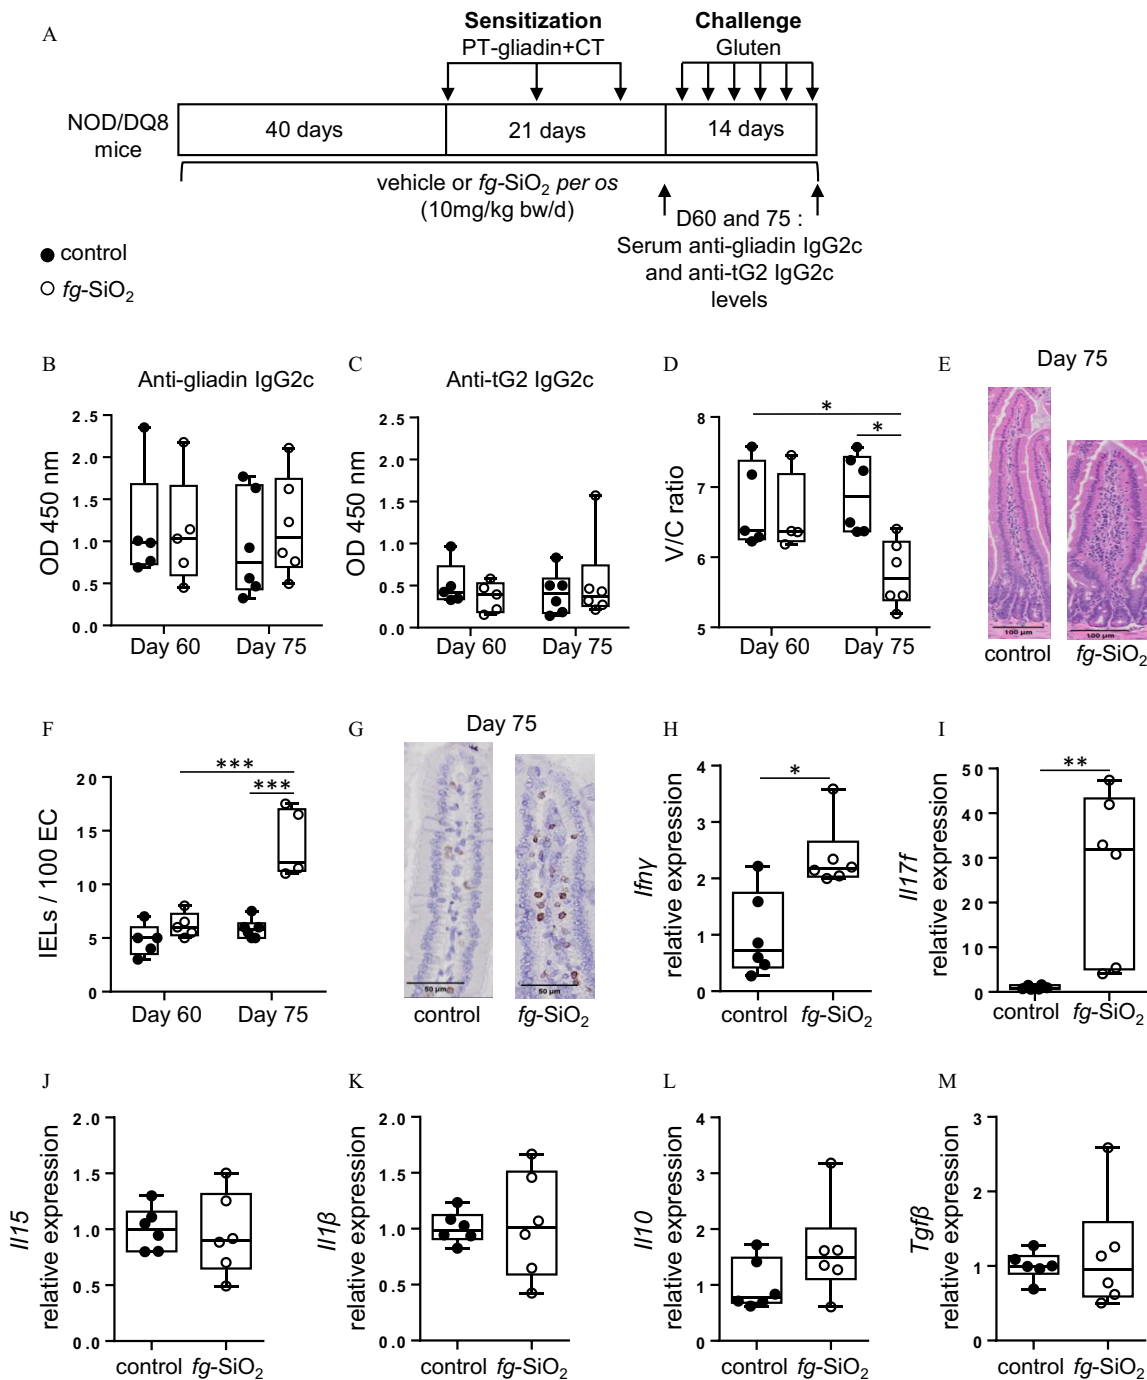 A
Sensitization
PT-gliadin+CT
Challenge
Gluten
NOD/DQ8
mice
40 days
21 days
14 days
vehicle or fg-SiO2 per os
(10mg/kg bw/d)
D60 and 75 :
Serum anti-gliadin IgG2c
and anti-tG2 IgG2c
levels
control
fg-SiO2
B
Anti-gliadin IgG2c
OD 450 nm
2.5
2.0
1.5
1.0
0.5
0.0
Day 60
Day 75
C
Anti-tG2 IgG2c
OD 450 nm
2.5
2.0
1.5
1.0
0.5
0.0
Day 60
Day 75
D
V/C ratio
8
7
6
5
*
*
Day 60
Day 75
E
Day 75
100 µm
100 µm
control
fg-SiO2
F
IELs / 100 EC
20
15
10
5
0
***
***
Day 60
Day 75
G
Day 75
50 µm
50 µm
control
fg-SiO2
H
Ifnγ
relative expression
4
3
2
1
0
*
control
fg-SiO2
I
Il17f
relative expression
50
40
30
20
10
0
**
control
fg-SiO2
J
Il15
relative expression
2.0
1.5
1.0
0.5
0.0
control
fg-SiO2
K
Il1β
relative expression
2.0
1.5
1.0
0.5
0.0
control
fg-SiO2
L
Il10
relative expression
4
3
2
1
0
control
fg-SiO2
M
Tgfβ
relative expression
3
2
1
0
control
fg-SiO2